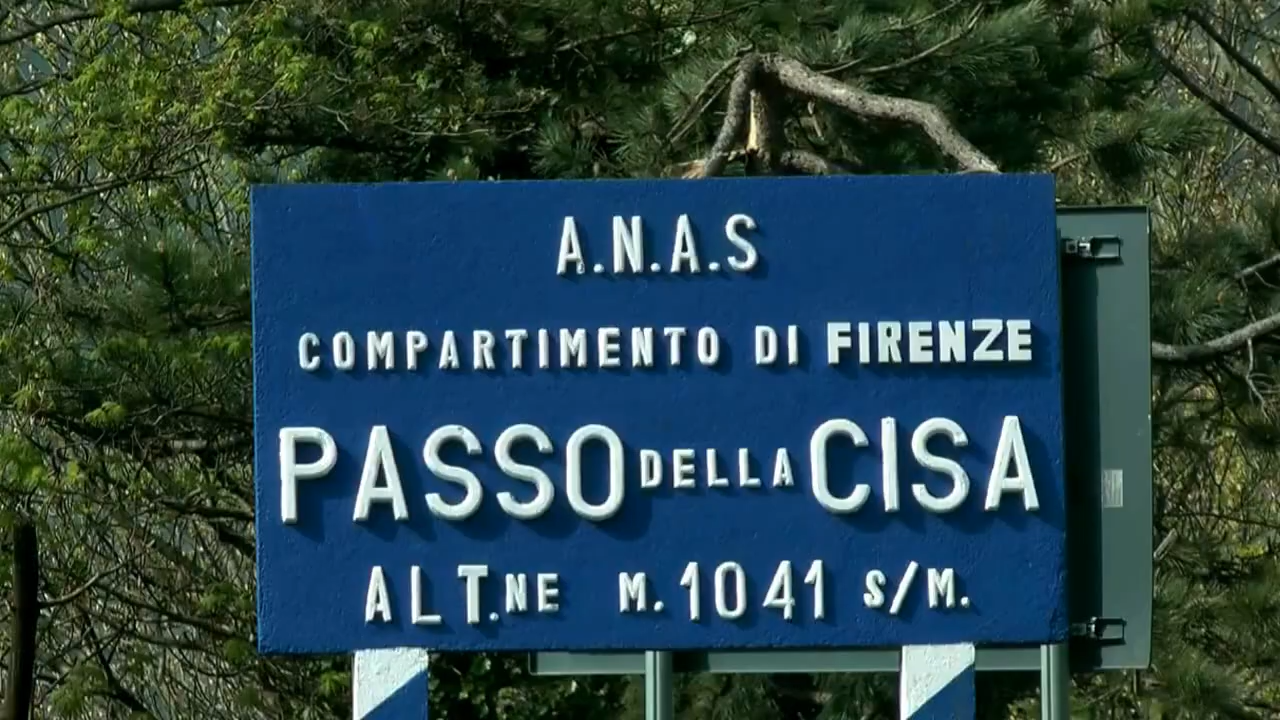 A.N.A.S
COMPARTIMENTO DI FIRENZE
PASSO DELLA CISA
ALT.NE M. 1041 S/M.